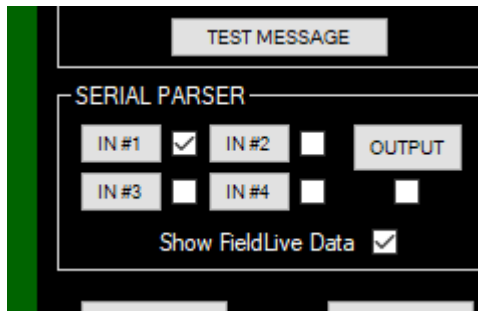 TEST MESSAGE
SERIAL PARSER
IN #1 IN #2 OUTPUT
IN #3 IN #4
Show FieldLive Data